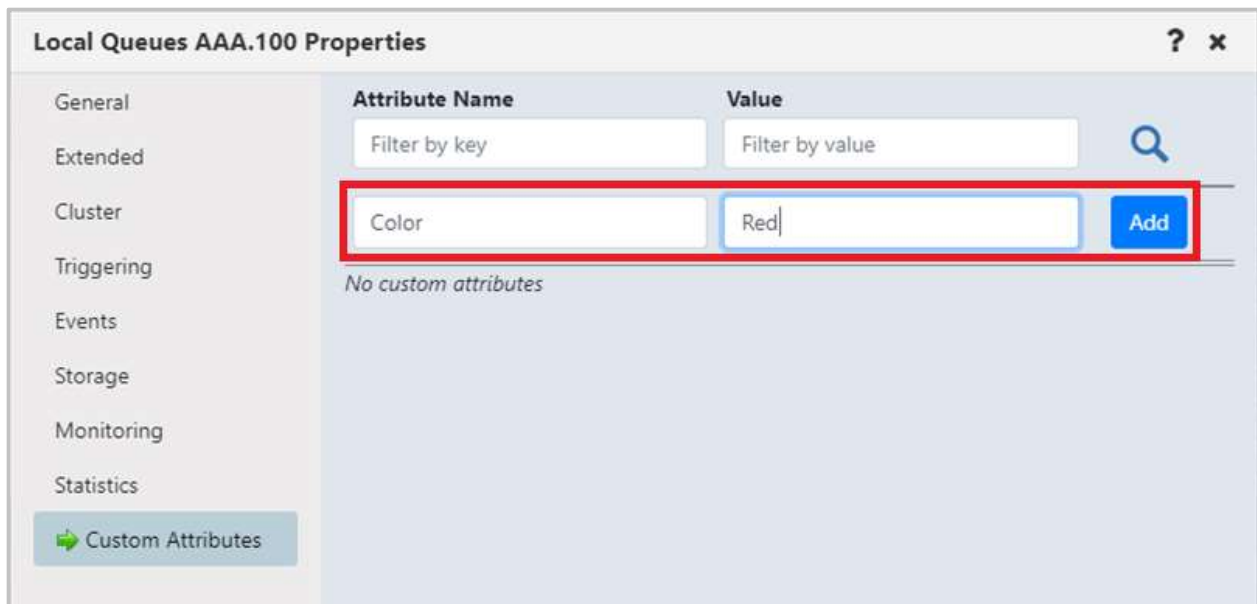 Local Queues AAA.100 Properties ? ×
General
Extended
Cluster
Triggering
Events
Storage
Monitoring
Statistics
Custom Attributes
Attribute Name Value
Filter by key Filter by value
Color Red Add
No custom attributes